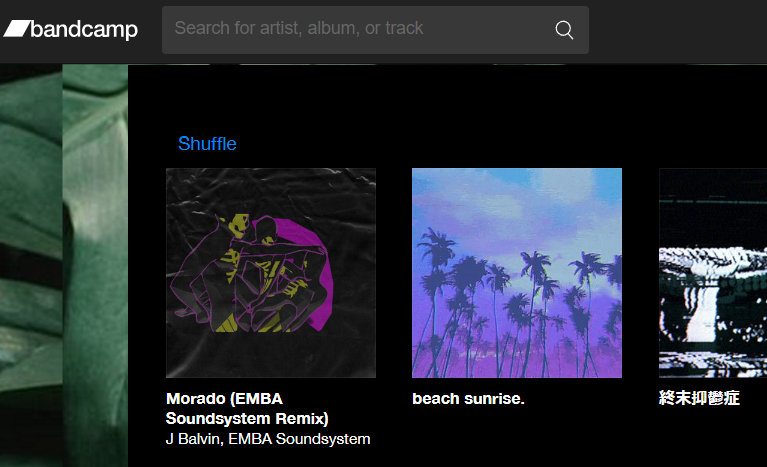 bandcamp
Search for artist, album, or track
Shuffle
Morado (EMBA
Soundsystem Remix)
J Balvin, EMBA Soundsystem
beach sunrise.
終末抑鬱症